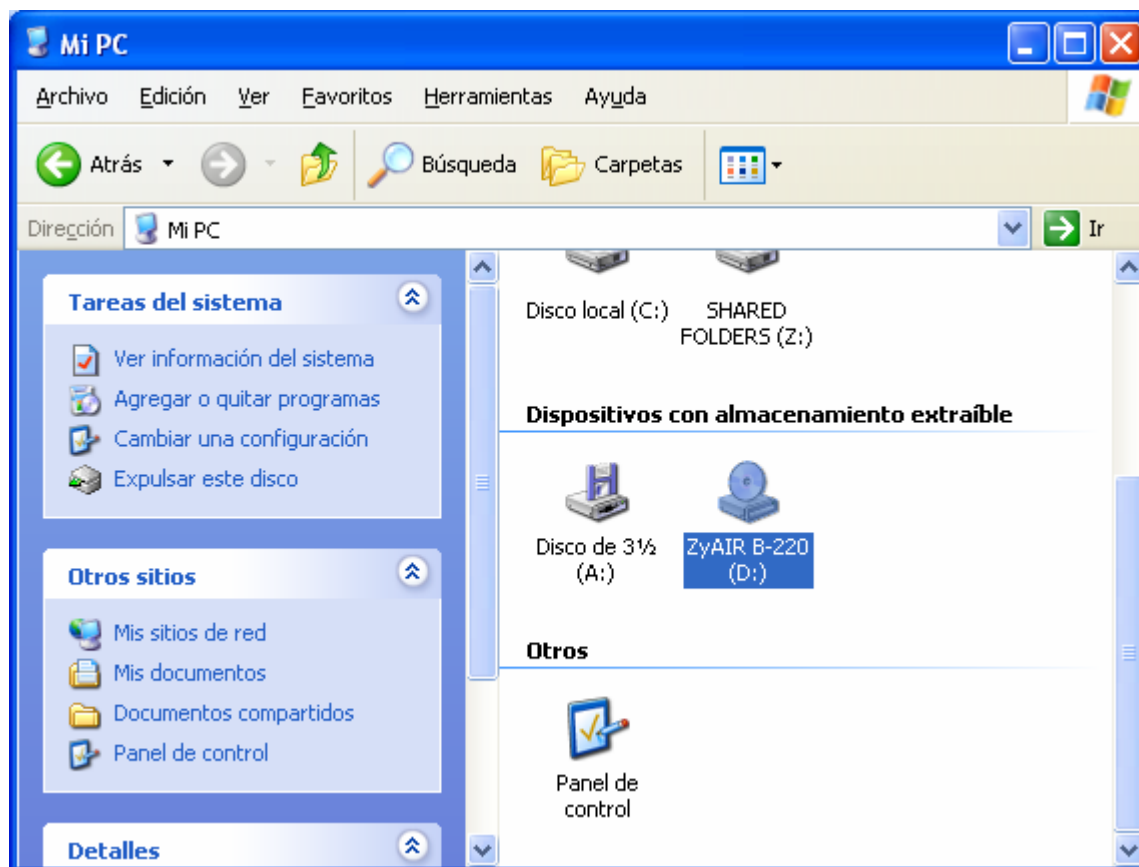 Mi PC
Archivo Edición Ver Favoritos Herramientas Ayuda
Atrás Búsqueda Carpetas
Dirección Mi PC Ir
Tareas del sistema
Ver información del sistema
Agregar o quitar programas
Cambiar una configuración
Expulsar este disco
Otros sitios
Mis sitios de red
Mis documentos
Documentos compartidos
Panel de control
Detalles
Disco local (C:)
SHARED
FOLDERS (Z:)
Dispositivos con almacenamiento extraíble
Disco de 3½
(A:)
ZyAIR B-220
(D:)
Otros
Panel de
control